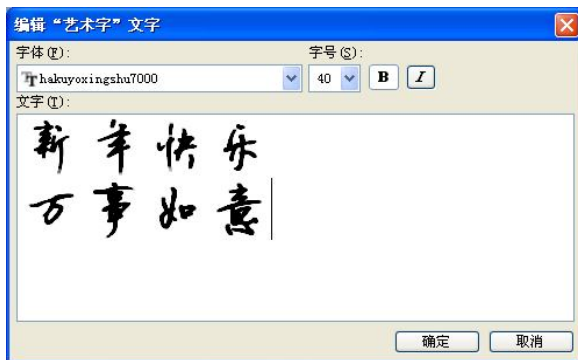 编辑“艺术字”文字
字体(F): 字号(S):
hakuyoxingshu7000 40 B I
文字(T):
新年快乐
万事如意
确定 取消